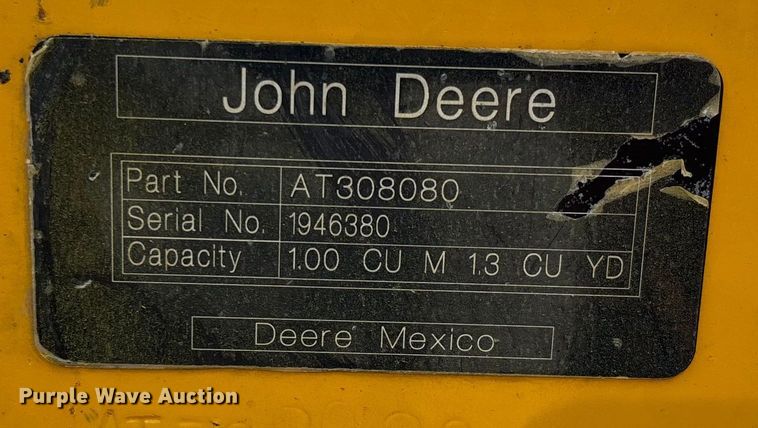 John Deere
Part No. AT308080
Serial No. 1946380
Capacity 1.00 CU M 1.3 CU YD
Deere Mexico
Purple Wave Auction